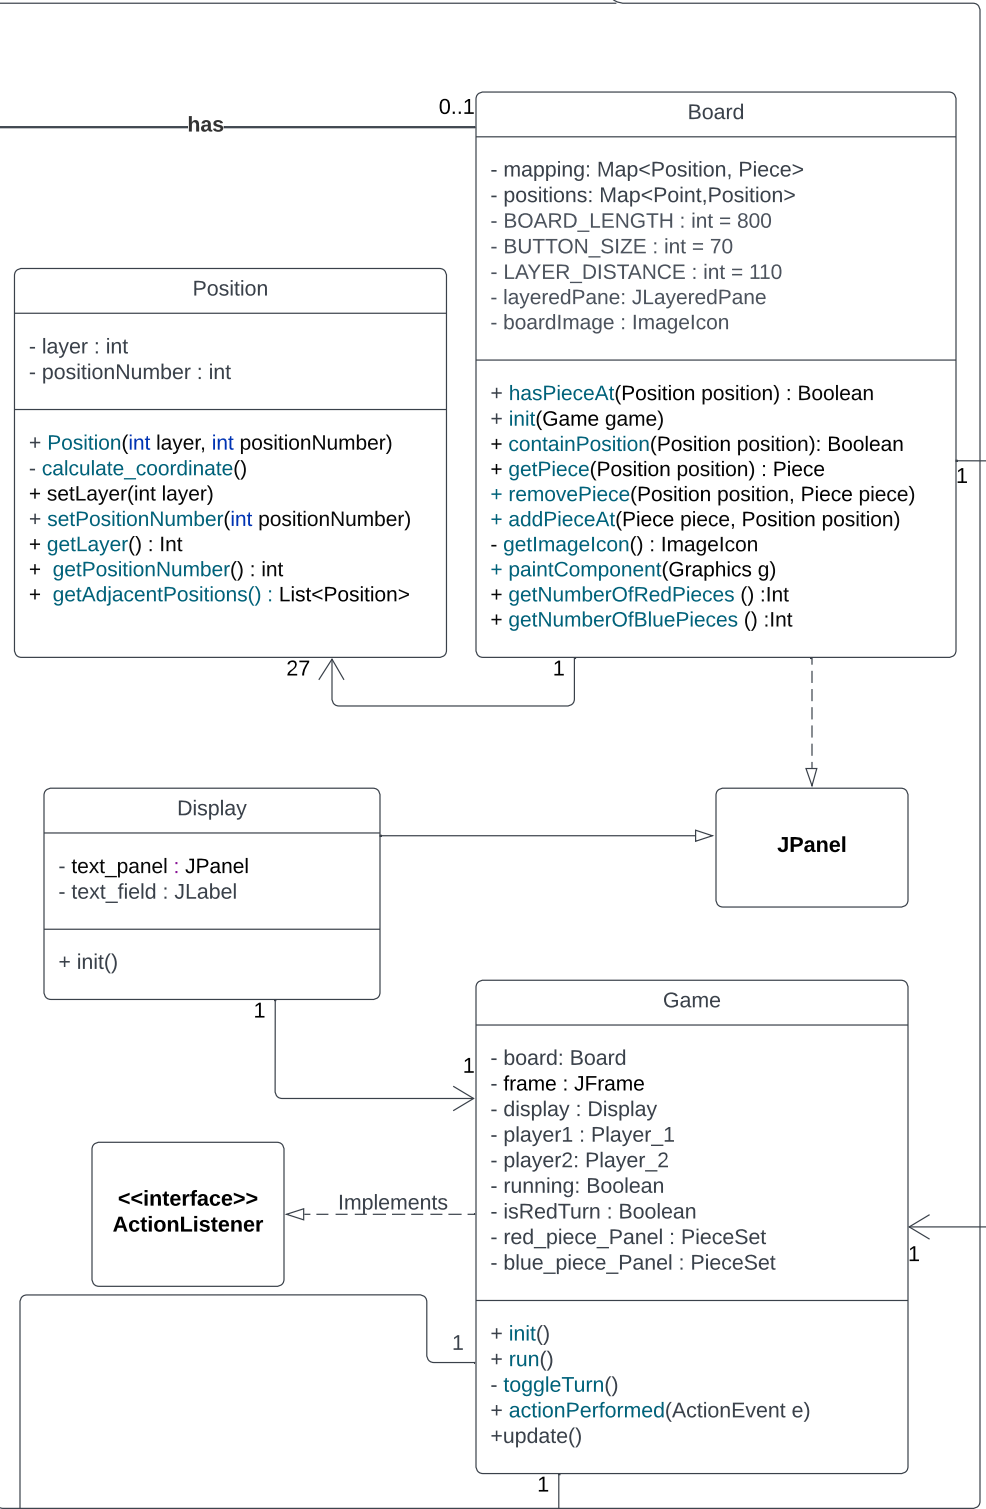 0..1
has
Board
- mapping: Map<Position, Piece>
- positions: Map<Point,Position>
- BOARD_LENGTH : int = 800
- BUTTON_SIZE : int = 70
- LAYER_DISTANCE : int = 110
- layeredPane: JLayeredPane
- boardImage : ImageIcon
+ hasPieceAt(Position position) : Boolean
+ init(Game game)
+ containPosition(Position position): Boolean
+ getPiece(Position position) : Piece
+ removePiece(Position position, Piece piece)
+ addPieceAt(Piece piece, Position position)
- getImageIcon() : ImageIcon
+ paintComponent(Graphics g)
+ getNumberOfRedPieces () :Int
+ getNumberOfBluePieces () :Int
1
Position
- layer : int
- positionNumber : int
+ Position(int layer, int positionNumber)
- calculate_coordinate()
+ setLayer(int layer)
+ setPositionNumber(int positionNumber)
+ getLayer() : Int
+ getPositionNumber() : int
+ getAdjacentPositions() : List<Position>
27
1
Display
- text_panel : JPanel
- text_field : JLabel
+ init()
JPanel
1
1
Game
- board: Board
- frame : JFrame
- display : Display
- player1 : Player_1
- player2: Player_2
- running: Boolean
- isRedTurn : Boolean
- red_piece_Panel : PieceSet
- blue_piece_Panel : PieceSet
+ init()
+ run()
- toggleTurn()
+ actionPerformed(ActionEvent e)
+update()
<<interface>>
ActionListener
Implements
1
1
1